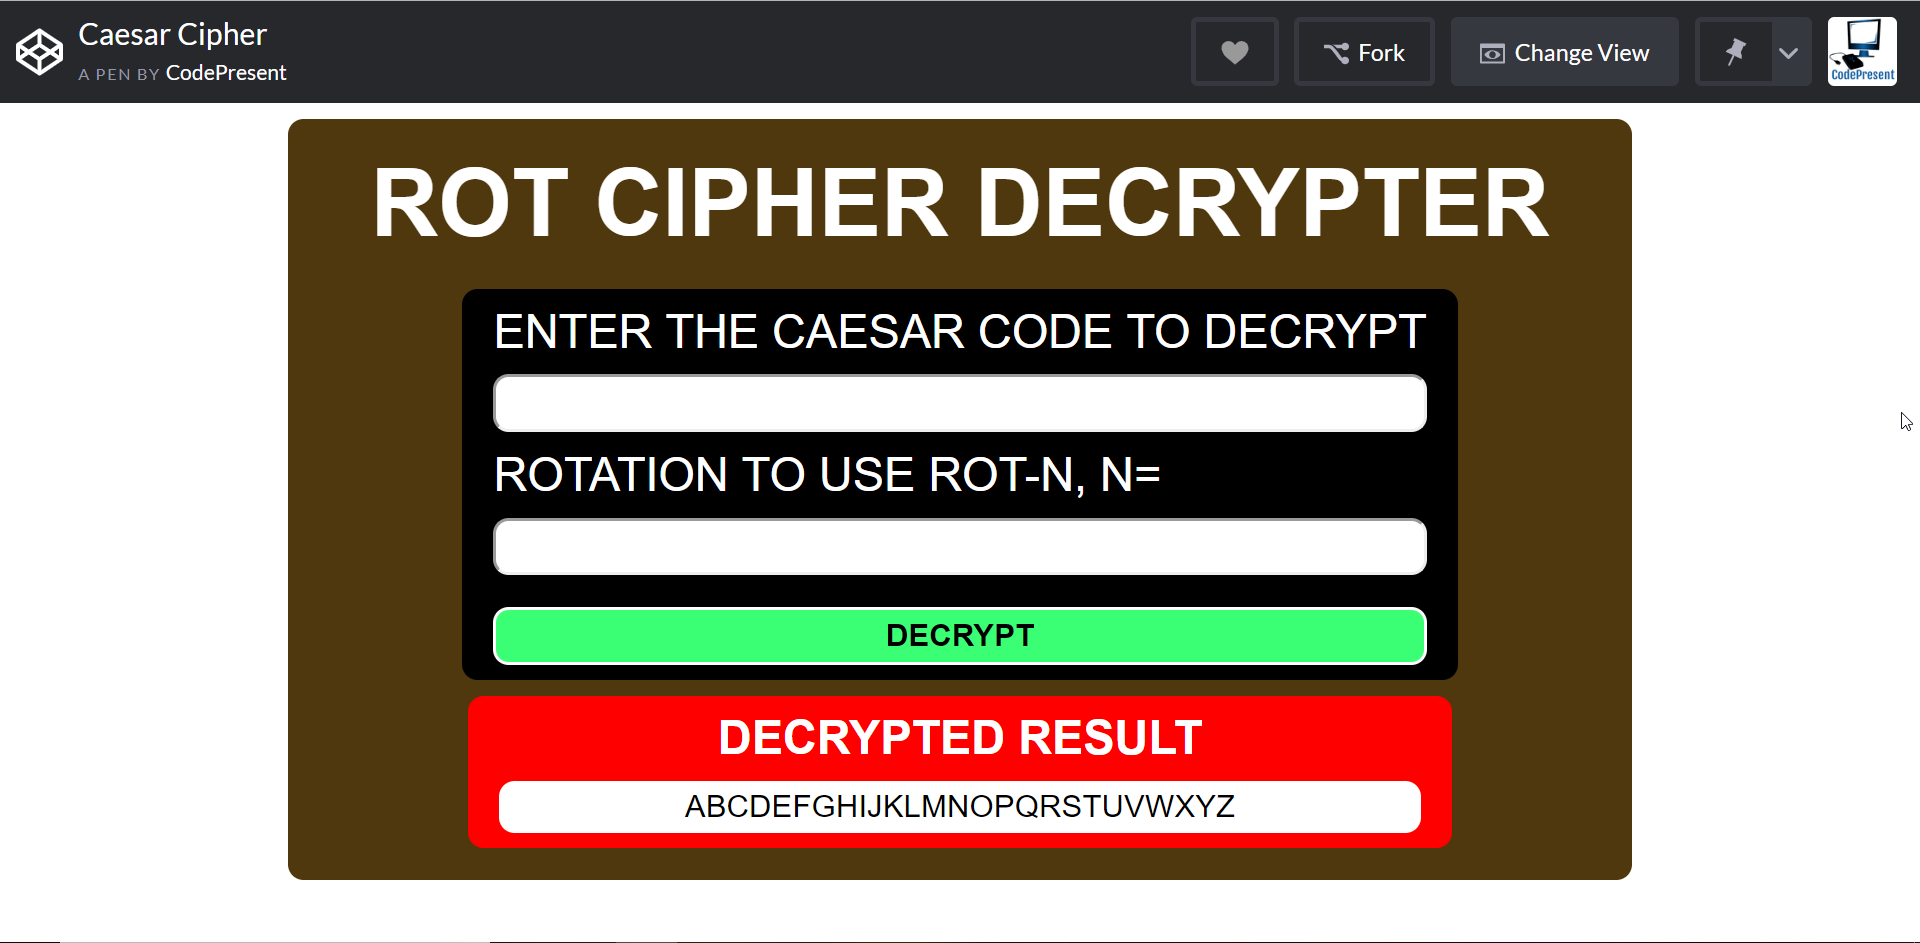 Caesar Cipher
A PEN BY CodePresent
Fork
Change View
CodePresent
ROT CIPHER DECRYPTER
ENTER THE CAESAR CODE TO DECRYPT
ROTATION TO USE ROT-N, N=
DECRYPT
DECRYPTED RESULT
ABCDEFGHIJKLMNOPQRSTUVWXYZ